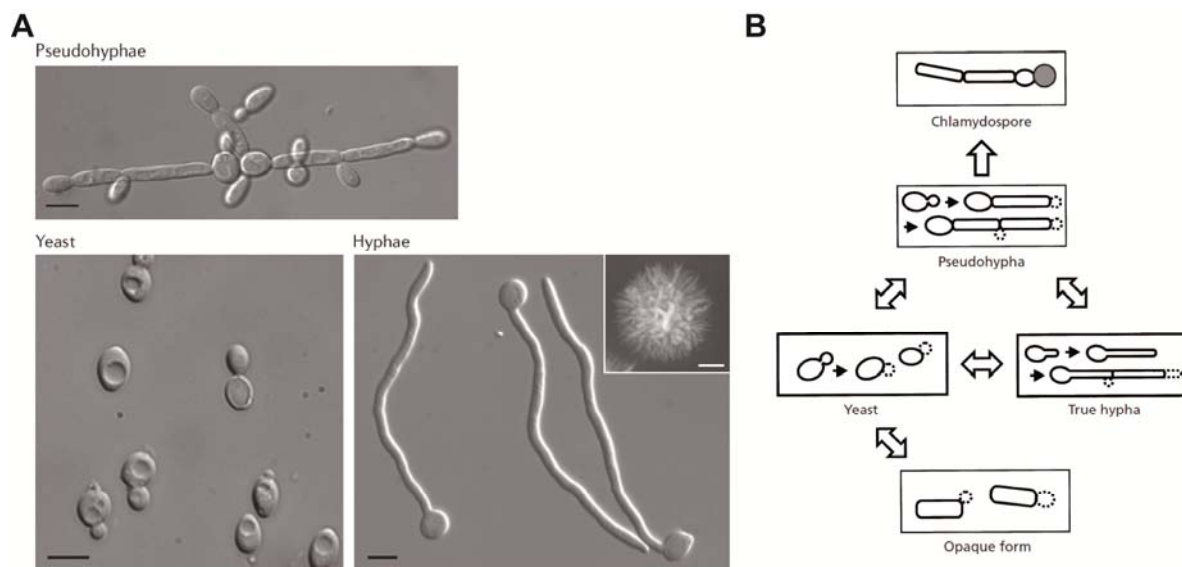 A
Pseudohyphae
Yeast
Hyphae
B
Chlamydospore
Pseudohypha
Yeast
True hypha
Opaque form